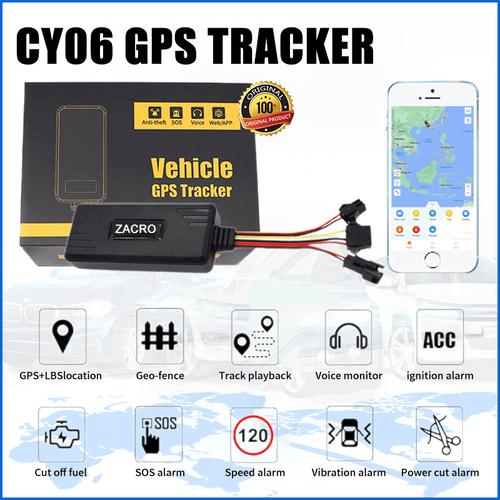 CY06 GPS TRACKER
ORIGINAL
100%
ORIGINAL PRODUCT
Anti-theft SOS Voice Web/APP
Vehicle
GPS Tracker
ZACRO
GPS+LBSlocation
Geo-fence
Track playback
Voice monitor
ACC
ignition alarm
SOS
120
Cut off fuel
SOS alarm
Speed alarm
Vibration alarm
Power cut alarm